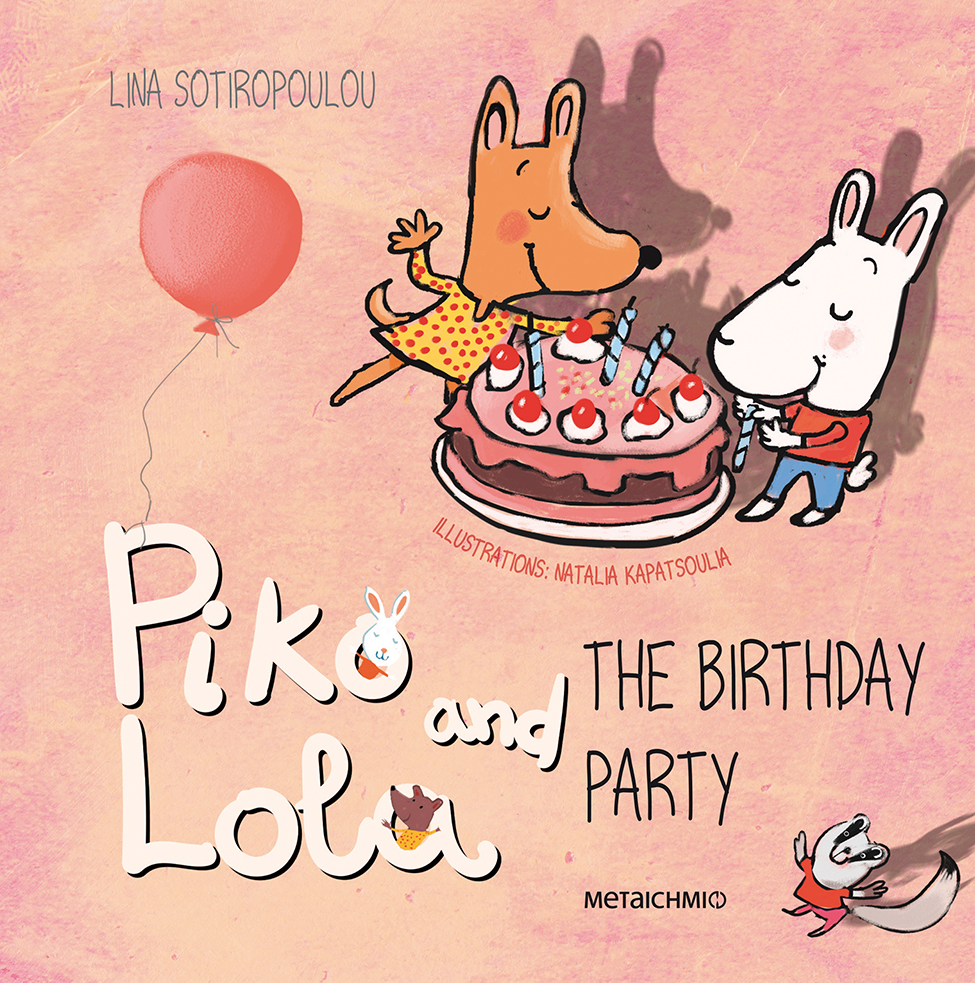 LINA SOTIROPOULOU
ILLUSTRATIONS: NATALIA KAPATSOULIA
Piko
and
Lola
THE BIRTHDAY
PARTY
METAICHMIO